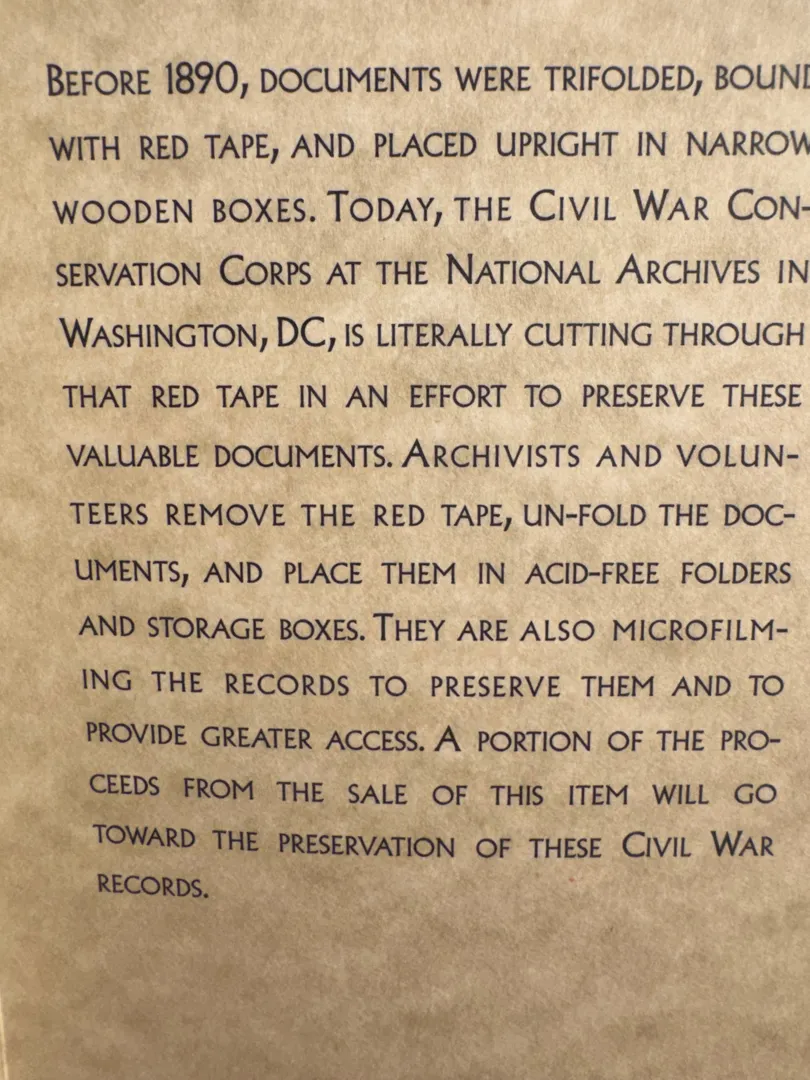 BEFORE 1890, DOCUMENTS WERE TRIFOLDED, BOUND
WITH RED TAPE, AND PLACED UPRIGHT IN NARROW
WOODEN BOXES. TODAY, THE CIVIL WAR CON-
SERVATION CORPS AT THE NATIONAL ARCHIVES IN
WASHINGTON, DC, IS LITERALLY CUTTING THROUGH
THAT RED TAPE IN AN EFFORT TO PRESERVE THESE
VALUABLE DOCUMENTS. ARCHIVISTS AND VOLUN-
TEERS REMOVE THE RED TAPE, UN-FOLD THE DOC-
UMENTS, AND PLACE THEM IN ACID-FREE FOLDERS
AND STORAGE BOXES. THEY ARE ALSO MICROFILM-
ING THE RECORDS TO PRESERVE THEM AND TO
PROVIDE GREATER ACCESS. A PORTION OF THE PRO-
CEEDS FROM THE SALE OF THIS ITEM WILL GO
TOWARD THE PRESERVATION OF THESE CIVIL WAR
RECORDS.